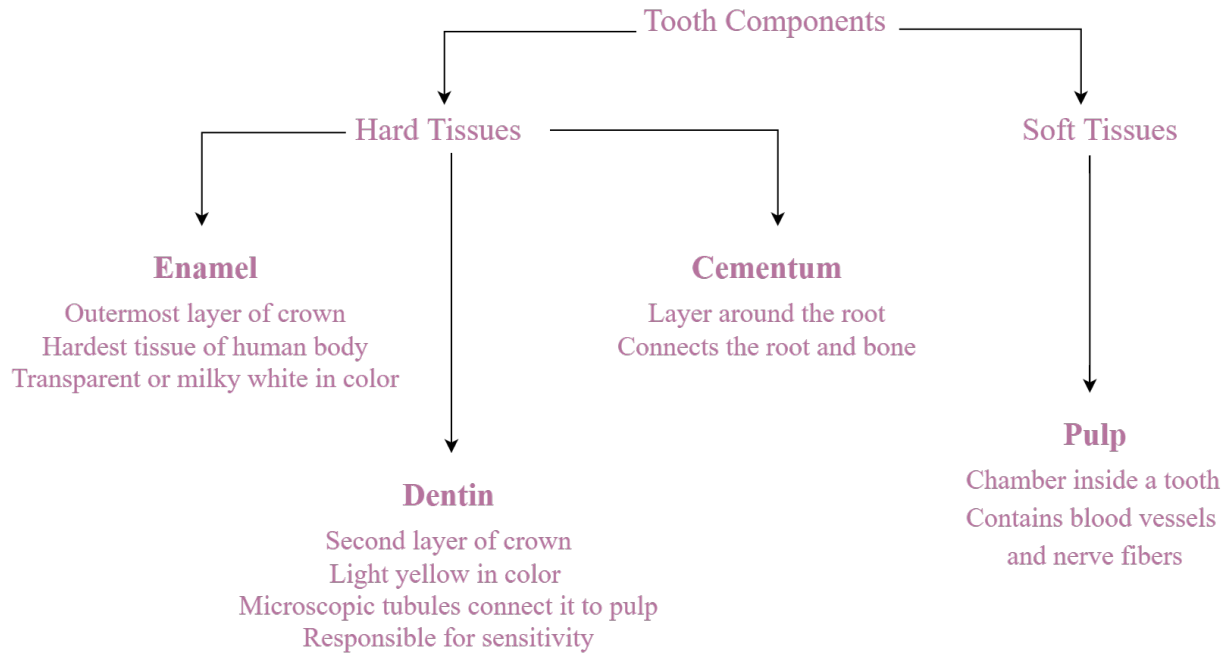 Tooth Components
Hard Tissues
Soft Tissues
Enamel
Outermost layer of crown
Hardest tissue of human body
Transparent or milky white in color
Cementum
Layer around the root
Connects the root and bone
Dentin
Second layer of crown
Light yellow in color
Microscopic tubules connect it to pulp
Responsible for sensitivity
Pulp
Chamber inside a tooth
Contains blood vessels
and nerve fibers